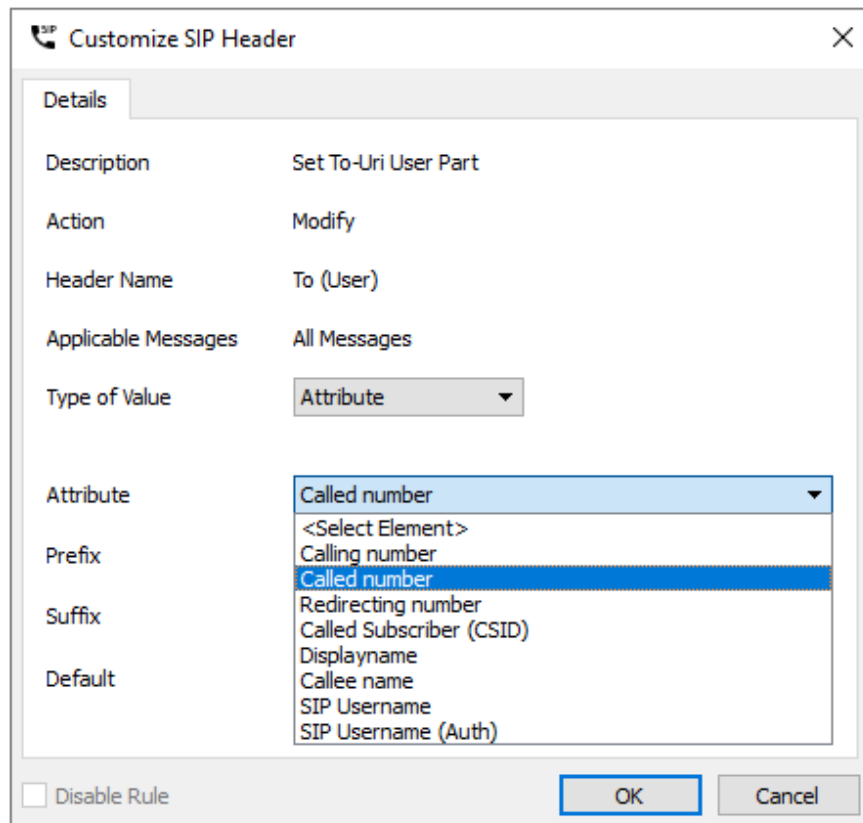 SIP Customize SIP Header
Details
Description Set To-Uri User Part
Action Modify
Header Name To (User)
Applicable Messages All Messages
Type of Value Attribute
Attribute Called number
<Select Element>
Prefix Calling number
Called number
Suffix Redirecting number
Called Subscriber (CSID)
Displayname
Default Callee name
SIP Username
SIP Username (Auth)
Disable Rule OK Cancel